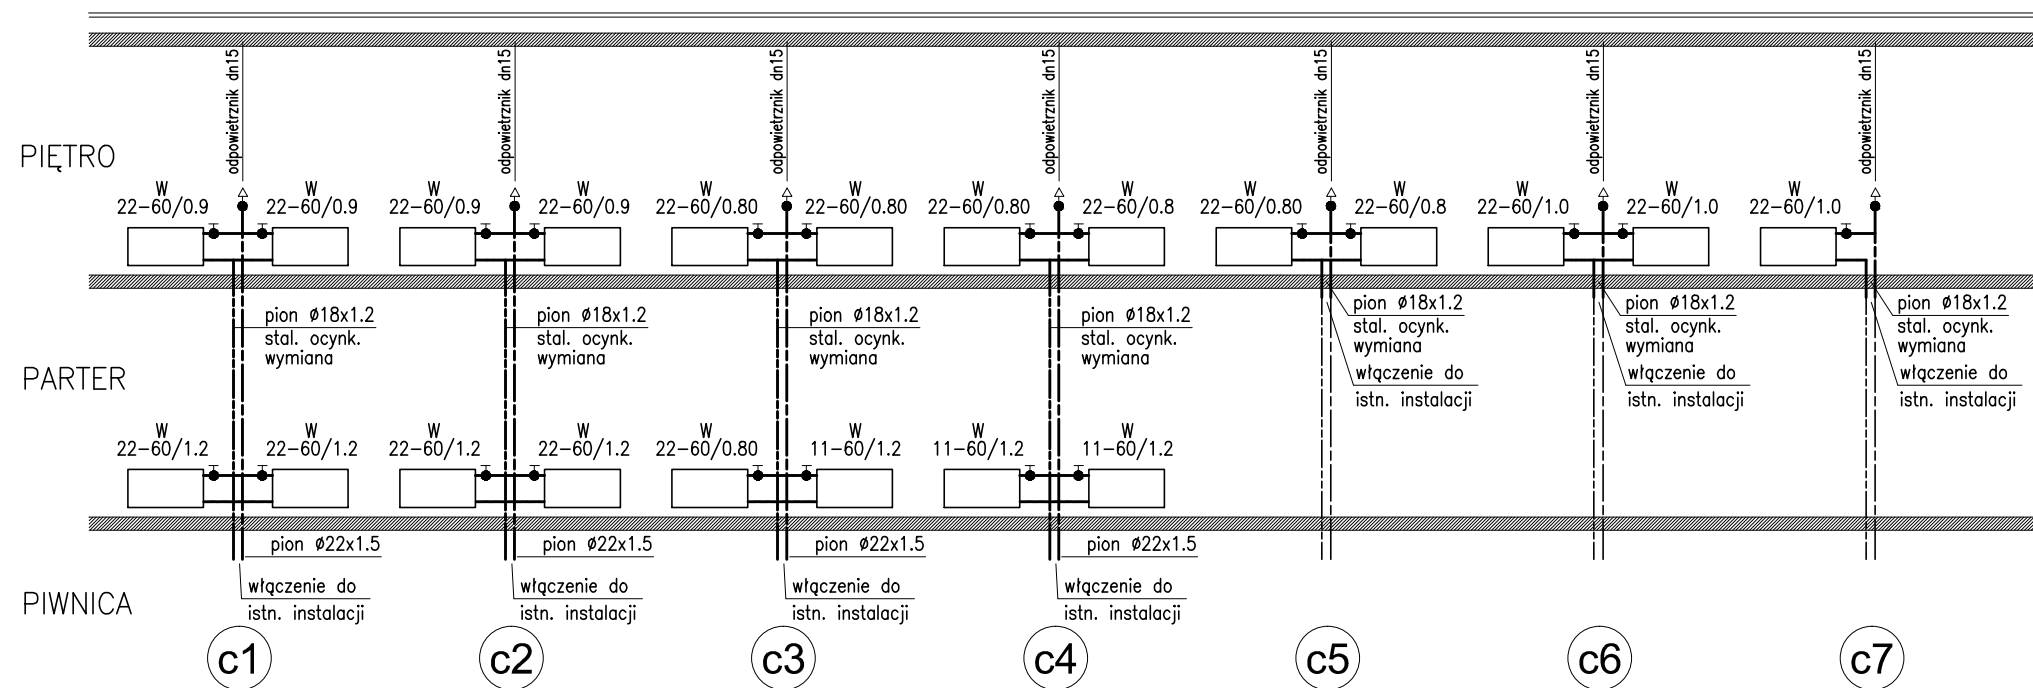 odpowietrznik dn15
odpowietrznik dn15
odpowietrznik dn15
odpowietrznik dn15
odpowietrznik dn15
odpowietrznik dn15
odpowietrznik dn15
PIĘTRO
W W W W W W W W W W W W W
22-60/0.9 22-60/0.9 22-60/0.9 22-60/0.9 22-60/0.80 22-60/0.80 22-60/0.80 22-60/0.8 22-60/0.80 22-60/0.8 22-60/1.0 22-60/1.0 22-60/1.0
pion ø18x1.2
stal. ocynk.
wymiana
pion ø18x1.2
stal. ocynk.
wymiana
pion ø18x1.2
stal. ocynk.
wymiana
pion ø18x1.2
stal. ocynk.
wymiana
pion ø18x1.2
stal. ocynk.
wymiana
włączenie do
istn. instalacji
pion ø18x1.2
stal. ocynk.
wymiana
włączenie do
istn. instalacji
pion ø18x1.2
stal. ocynk.
wymiana
włączenie do
istn. instalacji
PARTER
W W W W W W W W
22-60/1.2 22-60/1.2 22-60/1.2 22-60/1.2 22-60/0.80 11-60/1.2 11-60/1.2 11-60/1.2
pion ø22x1.5
włączenie do
istn. instalacji
pion ø22x1.5
włączenie do
istn. instalacji
pion ø22x1.5
włączenie do
istn. instalacji
pion ø22x1.5
włączenie do
istn. instalacji
PIWNICA
c1 c2 c3 c4 c5 c6 c7